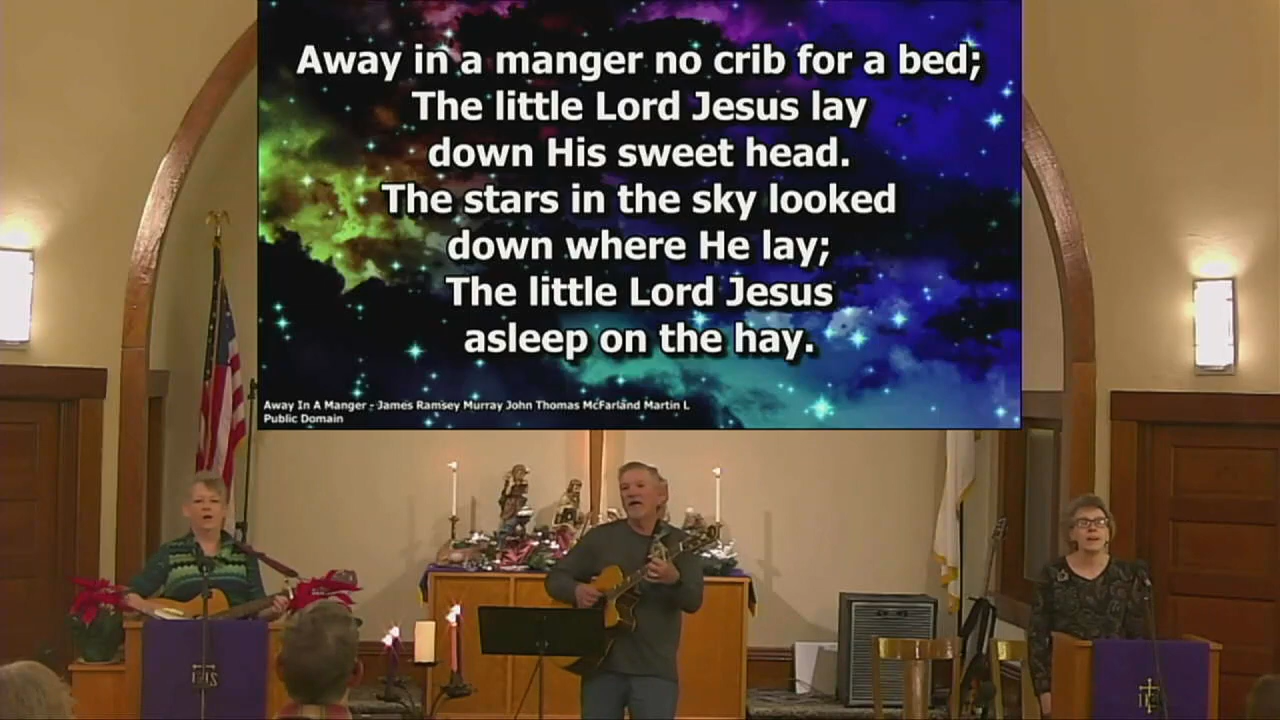 Away in a manger no crib for a bed;
The little Lord Jesus lay
down His sweet head.
The stars in the sky looked
down where He lay;
The little Lord Jesus
asleep on the hay.
Away In A Manger - James Ramsey Murray John Thomas McFarland Martin L
Public Domain
IHS